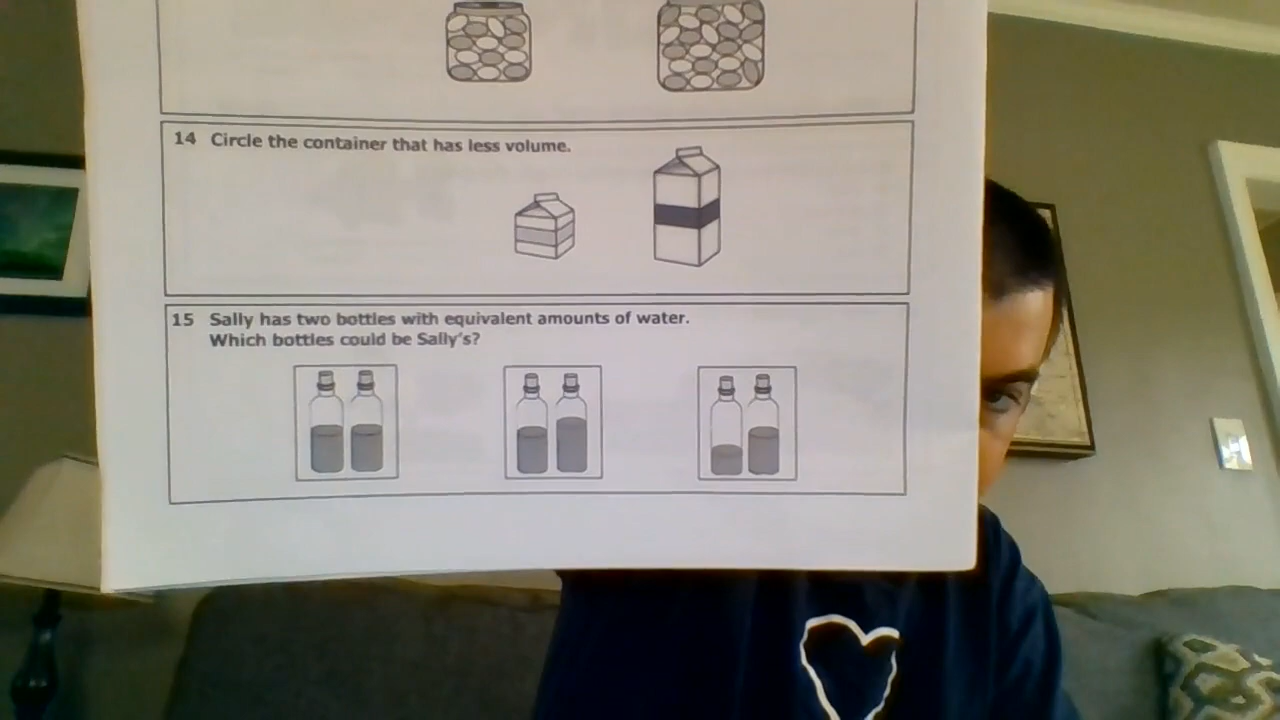 14 Circle the container that has less volume.
15 Sally has two bottles with equivalent amounts of water.
Which bottles could be Sally's?